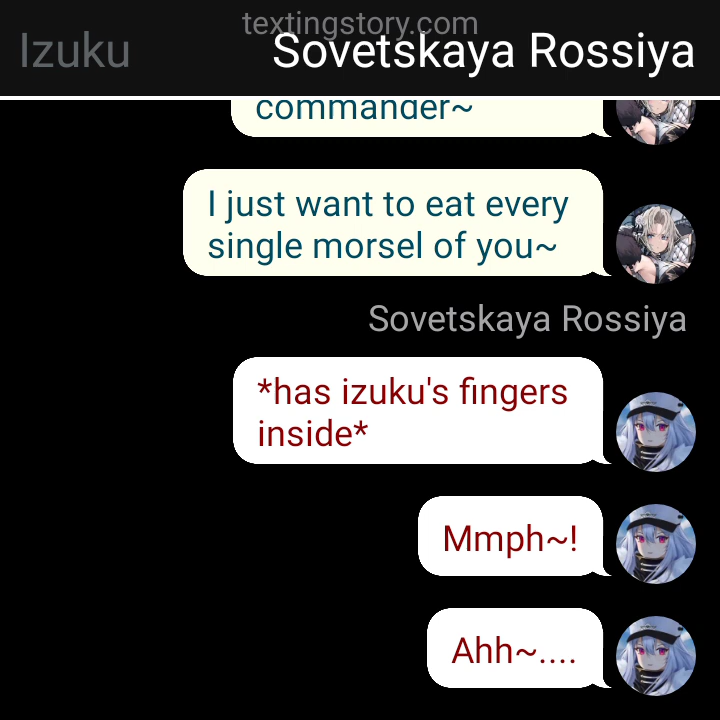 textingstory.com
Izuku
Sovetskaya Rossiya
commander~
I just want to eat every
single morsel of you~
Sovetskaya Rossiya
*has izuku's fingers
inside*
Mmph~!
Ahh~....